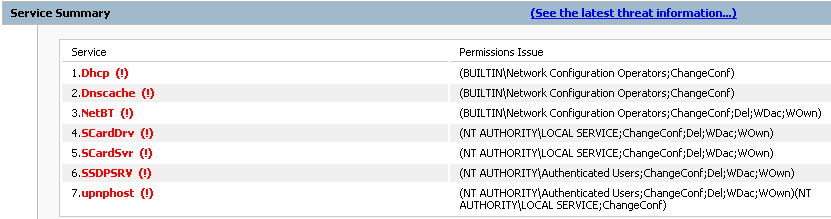 Service Summary (See the latest threat information...)
Service Permissions Issue
1.Dhcp (!) (BUILTIN\Network Configuration Operators;ChangeConf)
2.Dnscache (!) (BUILTIN\Network Configuration Operators;ChangeConf)
3.NetBT (!) (BUILTIN\Network Configuration Operators;ChangeConf;Del;WDac;WOwn)
4.SCardDrv (!) (NT AUTHORITY\LOCAL SERVICE;ChangeConf;Del;WDac;WOwn)
5.SCardSvr (!) (NT AUTHORITY\LOCAL SERVICE;ChangeConf;Del;WDac;WOwn)
6.SSDPSRV (!) (NT AUTHORITY\Authenticated Users;ChangeConf;Del;WDac;WOwn)
7.upnphost (!) (NT AUTHORITY\Authenticated Users;ChangeConf;Del;WDac;WOwn)(NT
AUTHORITY\LOCAL SERVICE;ChangeConf)